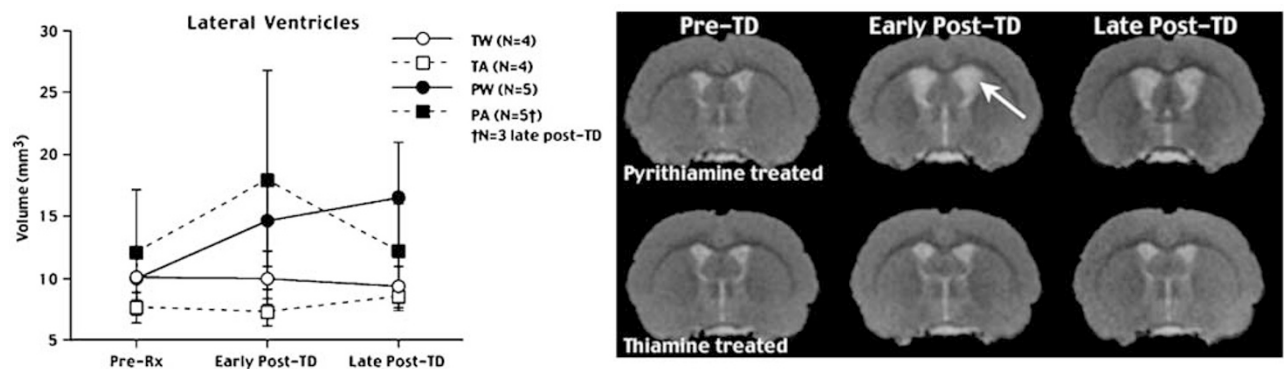 Lateral Ventricles
30
25
20
15
10
5
Volume (mm³)
Pre-Rx
Early Post-TD
Late Post-TD
TW (N=4)
TA (N=4)
PW (N=5)
PA (N=5†)
†N=3 late post-TD
Pre-TD
Early Post-TD
Late Post-TD
Pyrithiamine treated
Thiamine treated